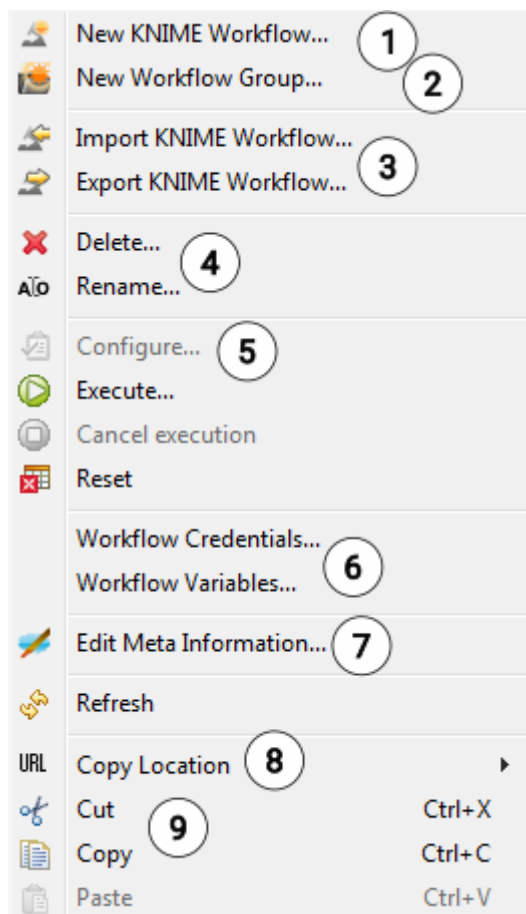 New KNIME Workflow... 1
New Workflow Group... 2
Import KNIME Workflow...
3
Export KNIME Workflow...
Delete...
4
AIO Rename...
Configure... 5
Execute...
Cancel execution
Reset
Workflow Credentials...
6
Workflow Variables...
Edit Meta Information... 7
Refresh
URL Copy Location 8
Cut Ctrl+X
9
Copy Ctrl+C
Paste Ctrl+V